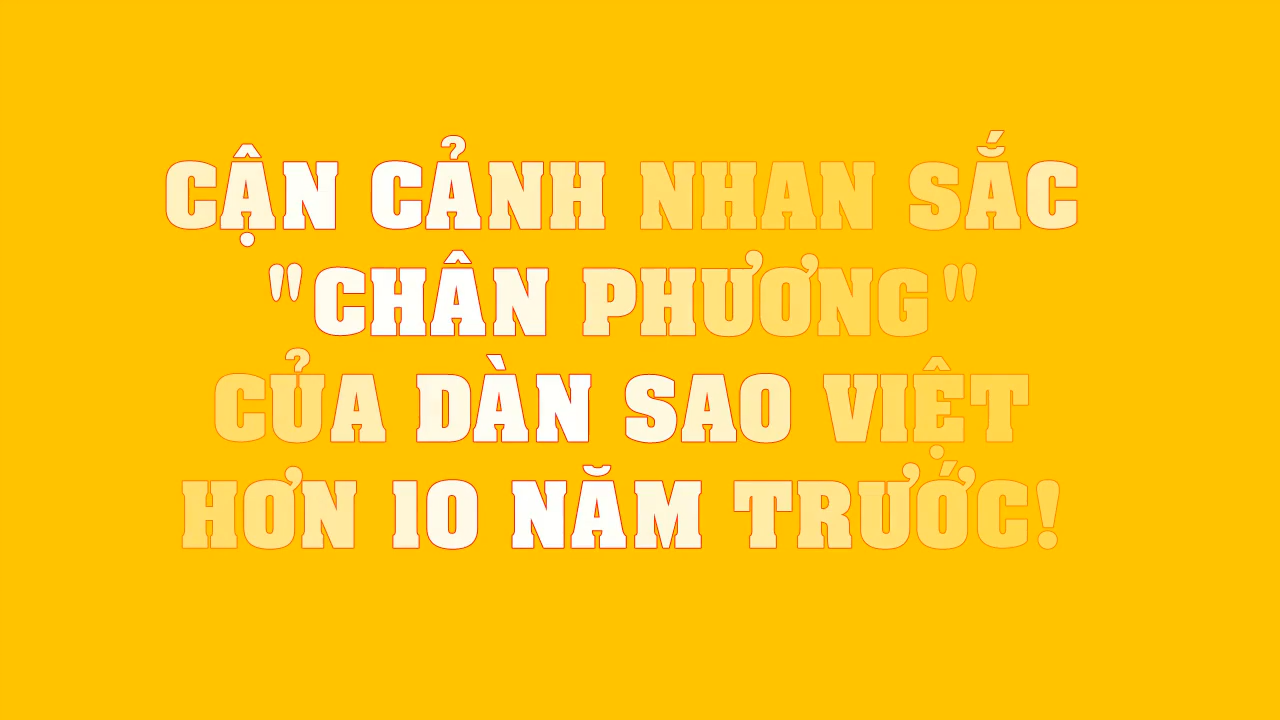 CẬN CẢNH NHAN SẮC
"CHÂN PHƯƠNG"
CỦA DÀN SAO VIỆT
HƠN 10 NĂM TRƯỚC!